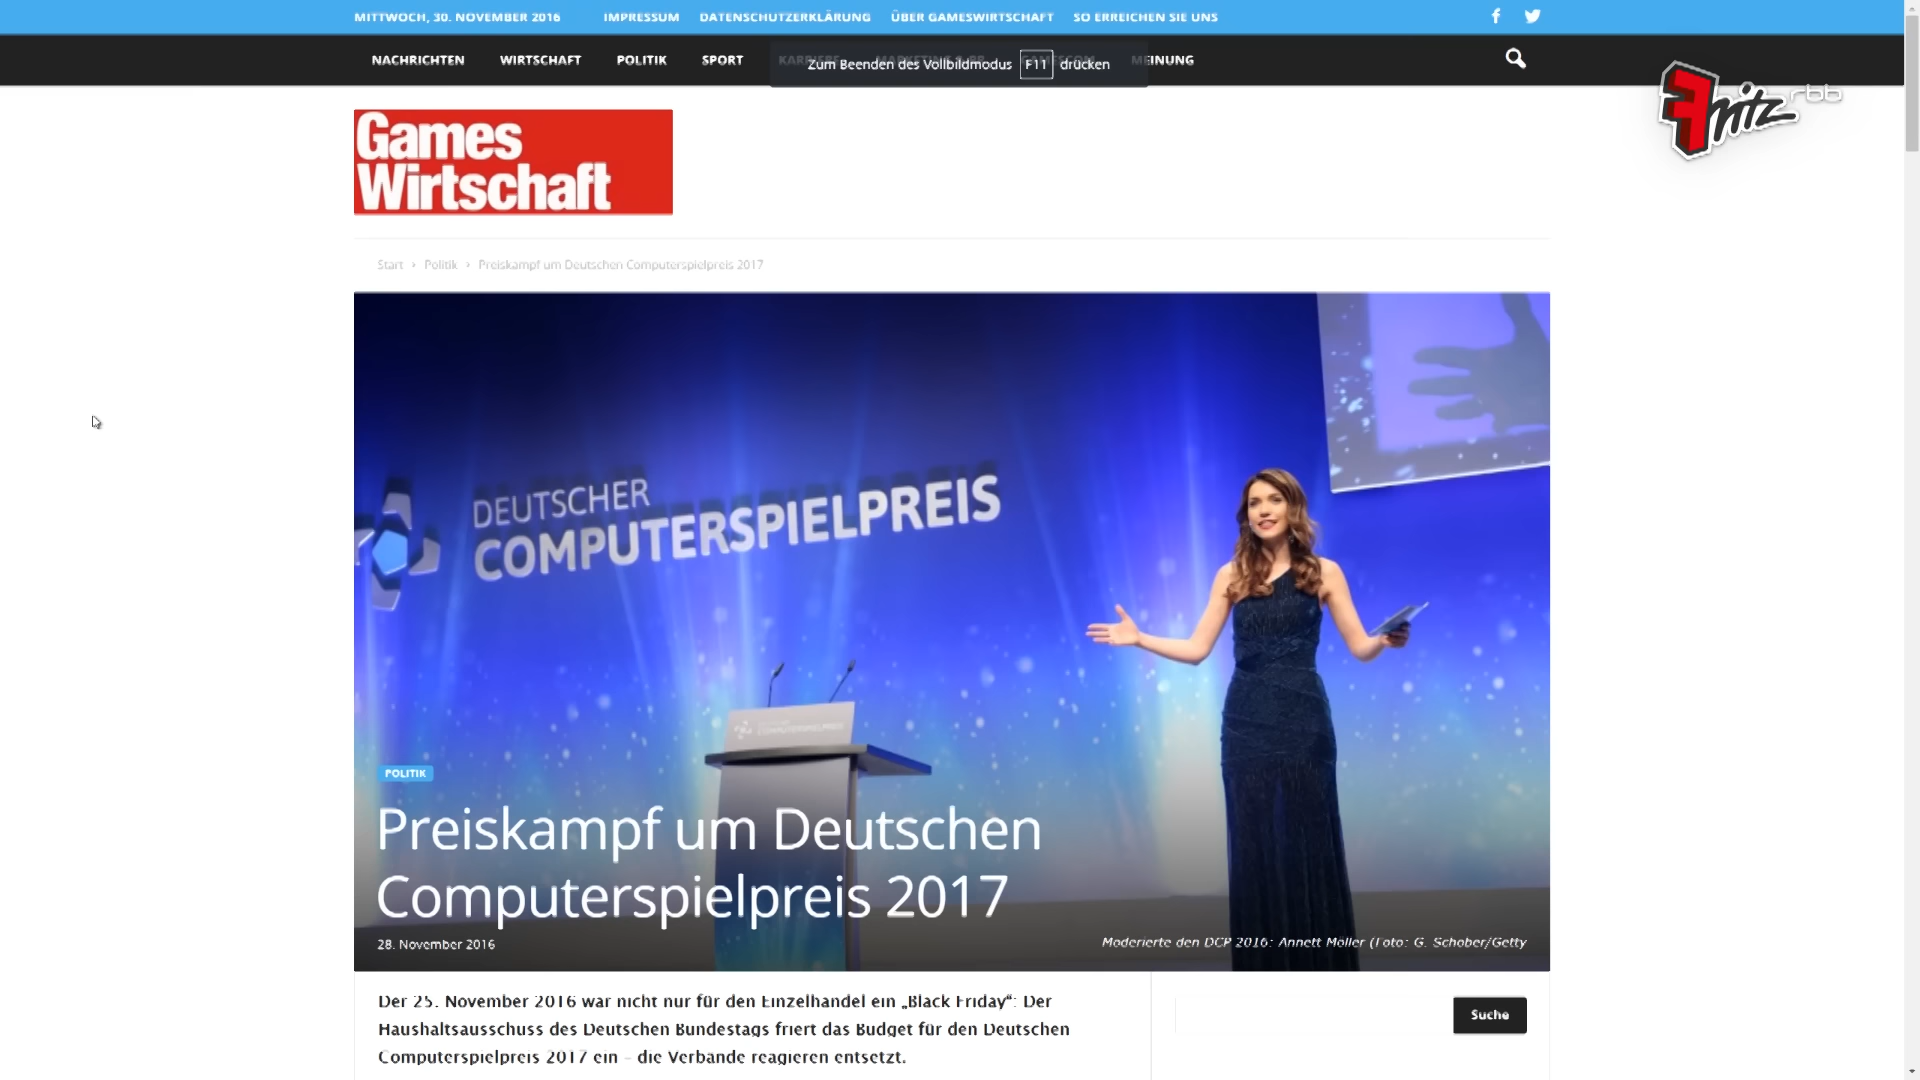 MITTWOCH, 30. NOVEMBER 2016 IMPRESSUM DATENSCHUTZERKLÄRUNG ÜBER GAMESWIRTSCHAFT SO ERREICHEN SIE UNS
NACHRICHTEN WIRTSCHAFT POLITIK SPORT MEINUNG
Zum Beenden des Vollbildmodus F11 drücken
Fritz rbb
Games
Wirtschaft
Start › Politik › Preiskampf um Deutschen Computerspielpreis 2017
DEUTSCHER
COMPUTERSPIELPREIS
POLITIK
Preiskampf um Deutschen
Computerspielpreis 2017
28. November 2016
Moderierte den DCP 2016: Annett Möller (Foto: G. Schober/Getty
Der 25. November 2016 war nicht nur für den Einzelhandel ein „Black Friday“: Der
Haushaltsausschuss des Deutschen Bundestags friert das Budget für den Deutschen
Computerspielpreis 2017 ein – die Verbände reagieren entsetzt.
Suche